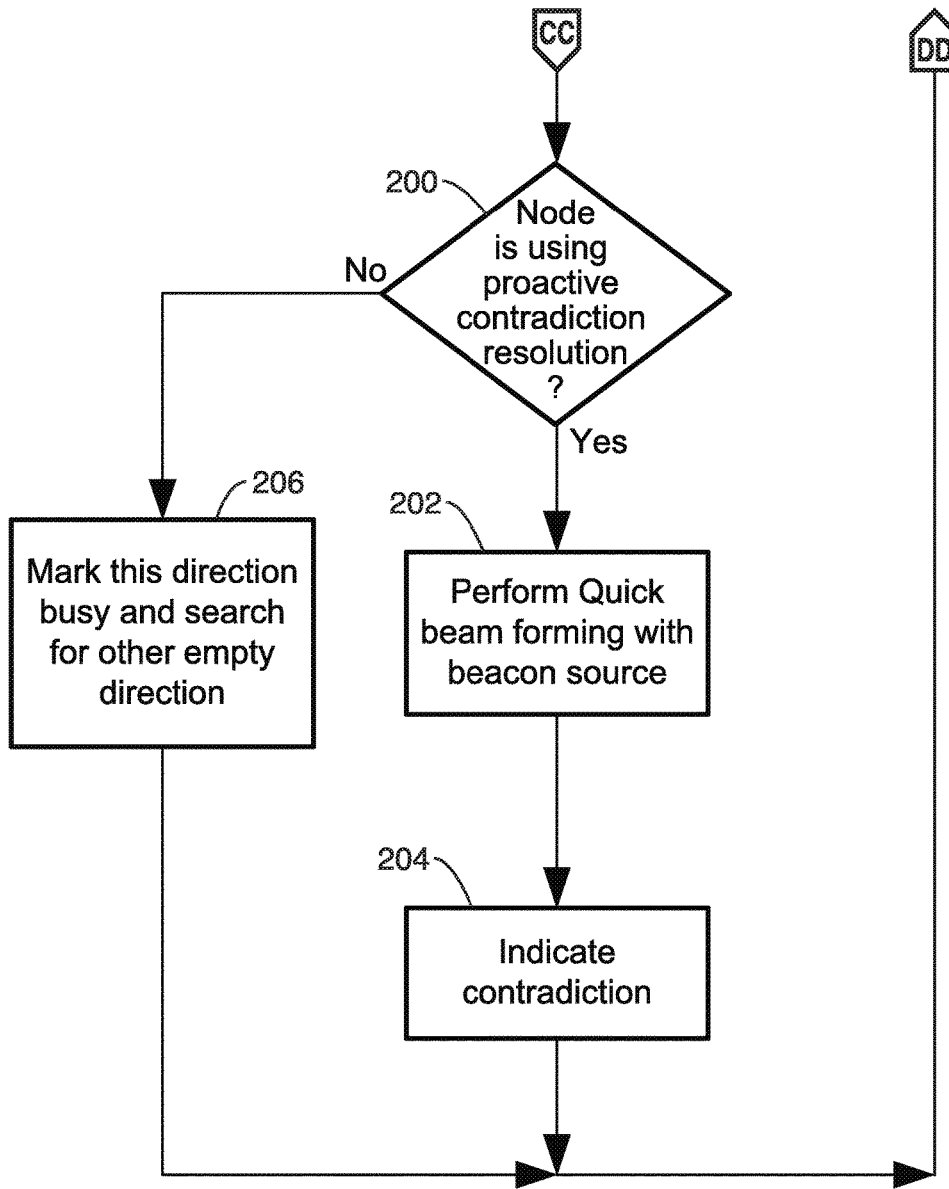 CC
DD
200
Node
is using
proactive
contradiction
resolution
?
No
Yes
206
Mark this direction
busy and search
for other empty
direction
202
Perform Quick
beam forming with
beacon source
204
Indicate
contradiction